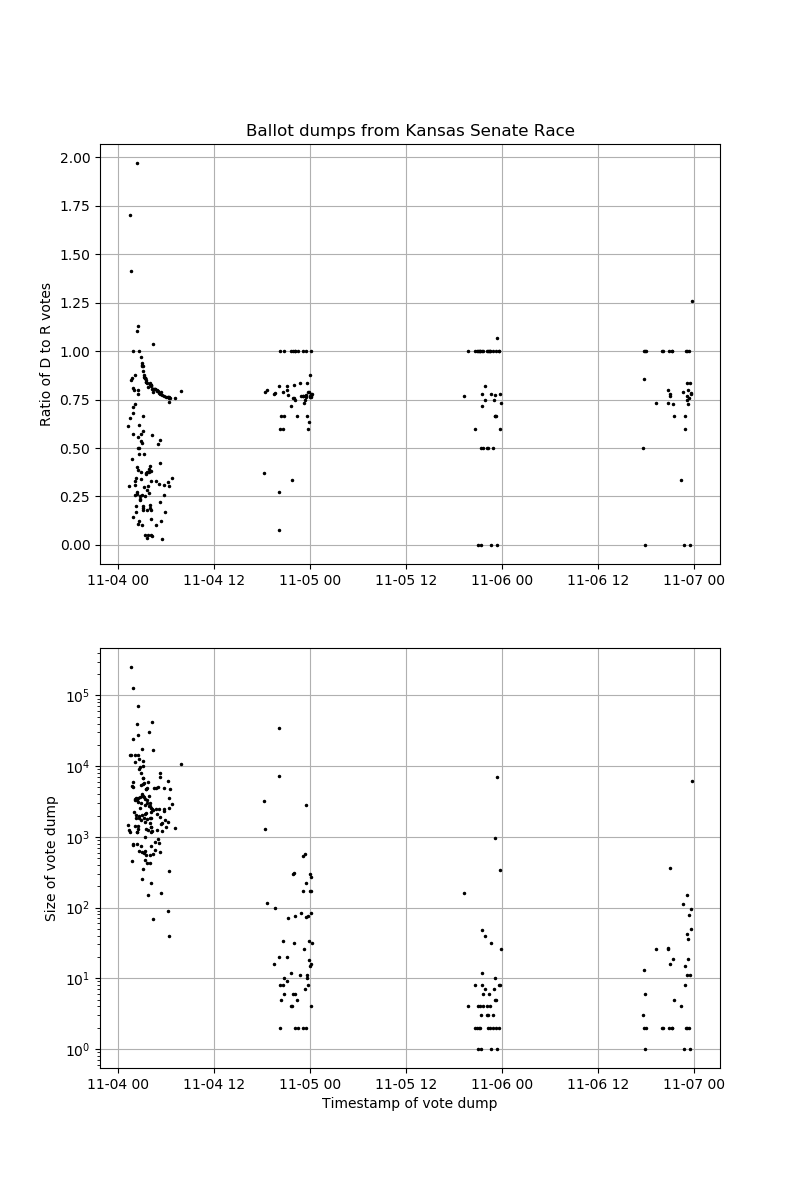 Ballot dumps from Kansas Senate Race
2.00
1.75
1.50
1.25
1.00
0.75
0.50
0.25
0.00
Ratio of D to R votes
11-04 00 11-04 12 11-05 00 11-05 12 11-06 00 11-06 12 11-07 00
10^5
10^4
10^3
10^2
10^1
10^0
Size of vote dump
11-04 00 11-04 12 11-05 00 11-05 12 11-06 00 11-06 12 11-07 00
Timestamp of vote dump